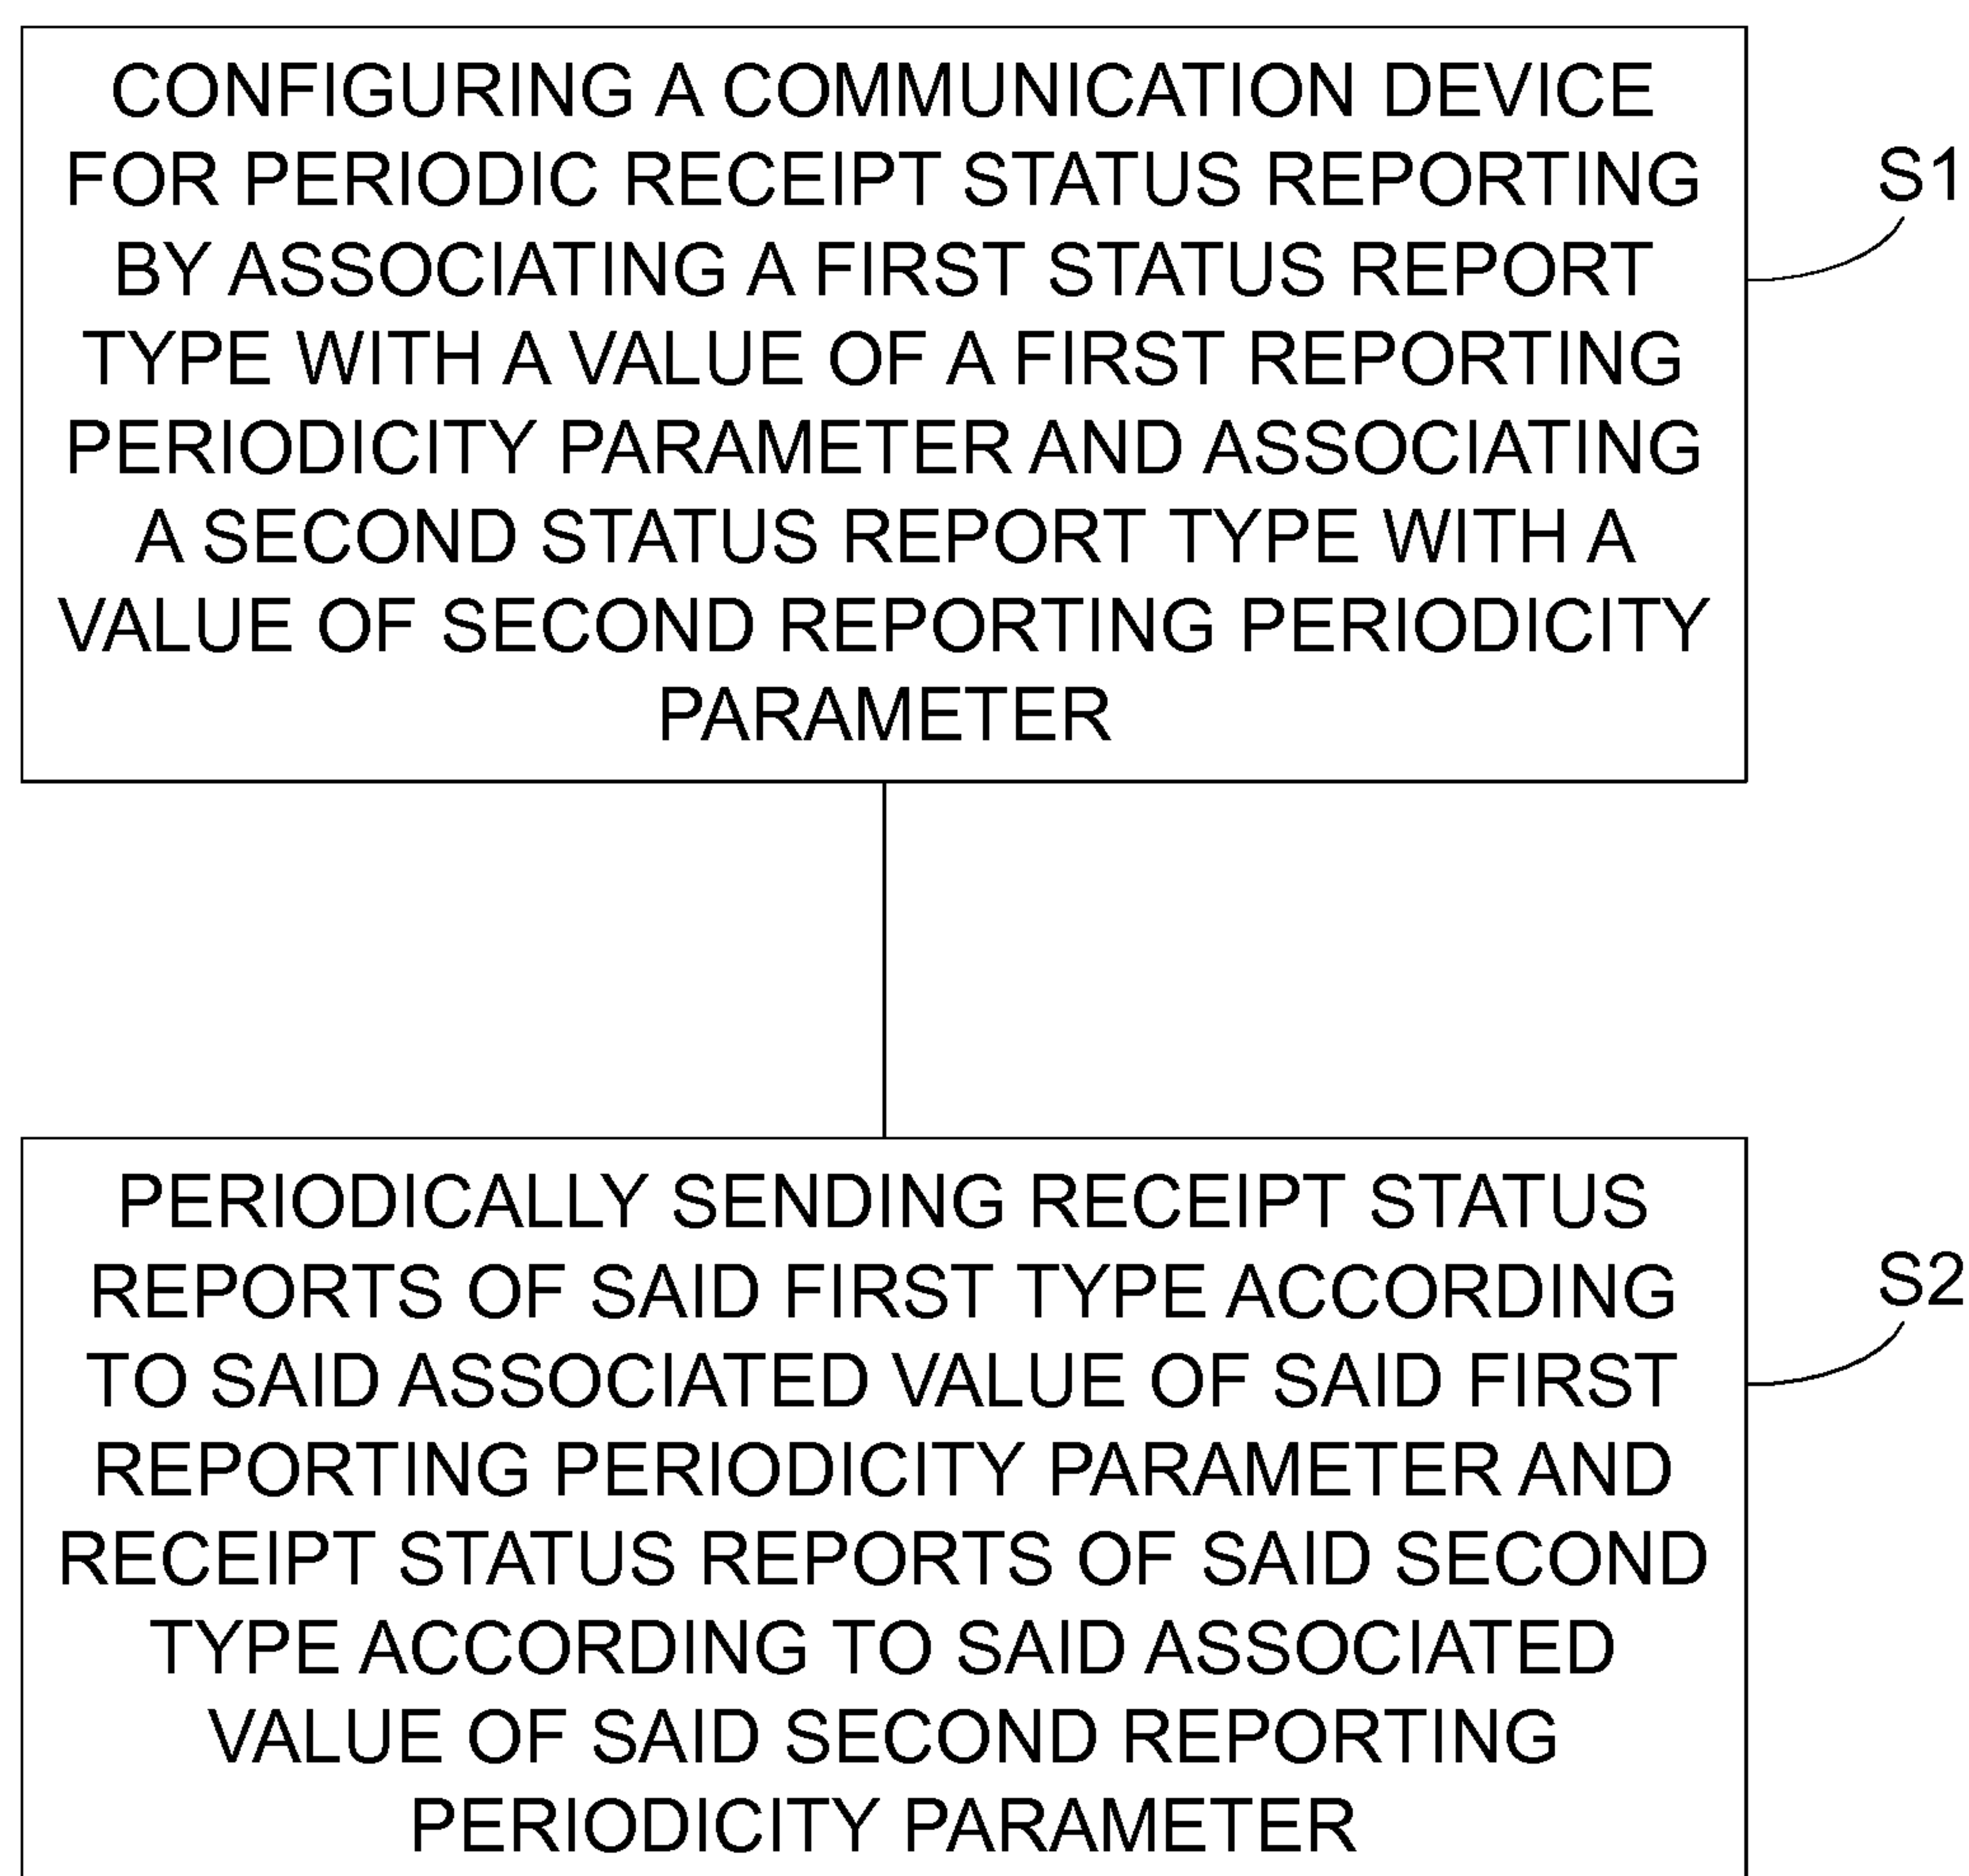 CONFIGURING A COMMUNICATION DEVICE
FOR PERIODIC RECEIPT STATUS REPORTING
BY ASSOCIATING A FIRST STATUS REPORT
TYPE WITH A VALUE OF A FIRST REPORTING
PERIODICITY PARAMETER AND ASSOCIATING
A SECOND STATUS REPORT TYPE WITH A
VALUE OF SECOND REPORTING PERIODICITY
PARAMETER
S1
PERIODICALLY SENDING RECEIPT STATUS
REPORTS OF SAID FIRST TYPE ACCORDING
TO SAID ASSOCIATED VALUE OF SAID FIRST
REPORTING PERIODICITY PARAMETER AND
RECEIPT STATUS REPORTS OF SAID SECOND
TYPE ACCORDING TO SAID ASSOCIATED
VALUE OF SAID SECOND REPORTING
PERIODICITY PARAMETER
S2